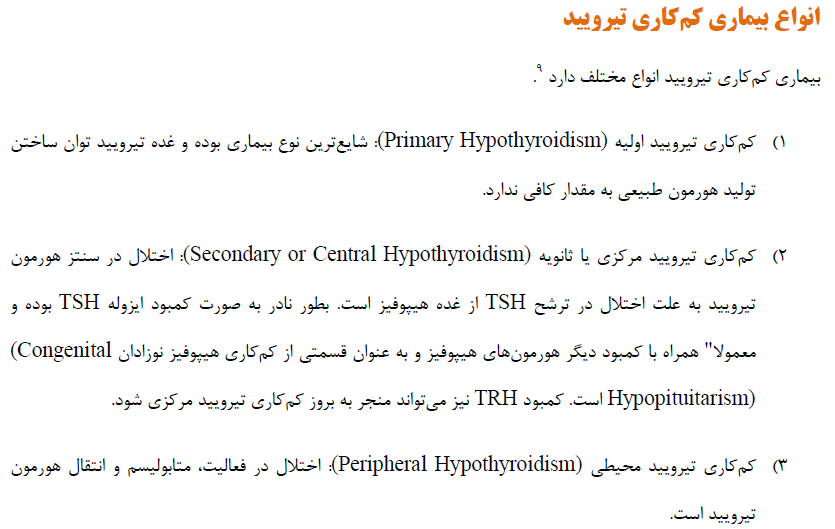 انواع بیماری کم‌کاری تیرویید
بیماری کم‌کاری تیرویید انواع مختلف دارد ۹.
۱) کم‌کاری تیرویید اولیه (Primary Hypothyroidism): شایع‌ترین نوع بیماری بوده و غده تیرویید توان ساختن
تولید هورمون طبیعی به مقدار کافی ندارد.
۲) کم‌کاری تیرویید مرکزی یا ثانویه (Secondary or Central Hypothyroidism): اختلال در سنتز هورمون
تیرویید به علت اختلال در ترشح TSH از غده هیپوفیز است. بطور نادر به صورت کمبود ایزوله TSH بوده و
معمولا" همراه با کمبود دیگر هورمون‌های هیپوفیز و به عنوان قسمتی از کم‌کاری هیپوفیز نوزادان (Congenital
Hypopituitarism) است. کمبود TRH نیز می‌تواند منجر به بروز کم‌کاری تیرویید مرکزی شود.
۳) کم‌کاری تیرویید محیطی (Peripheral Hypothyroidism): اختلال در فعالیت، متابولیسم و انتقال هورمون
تیرویید است.